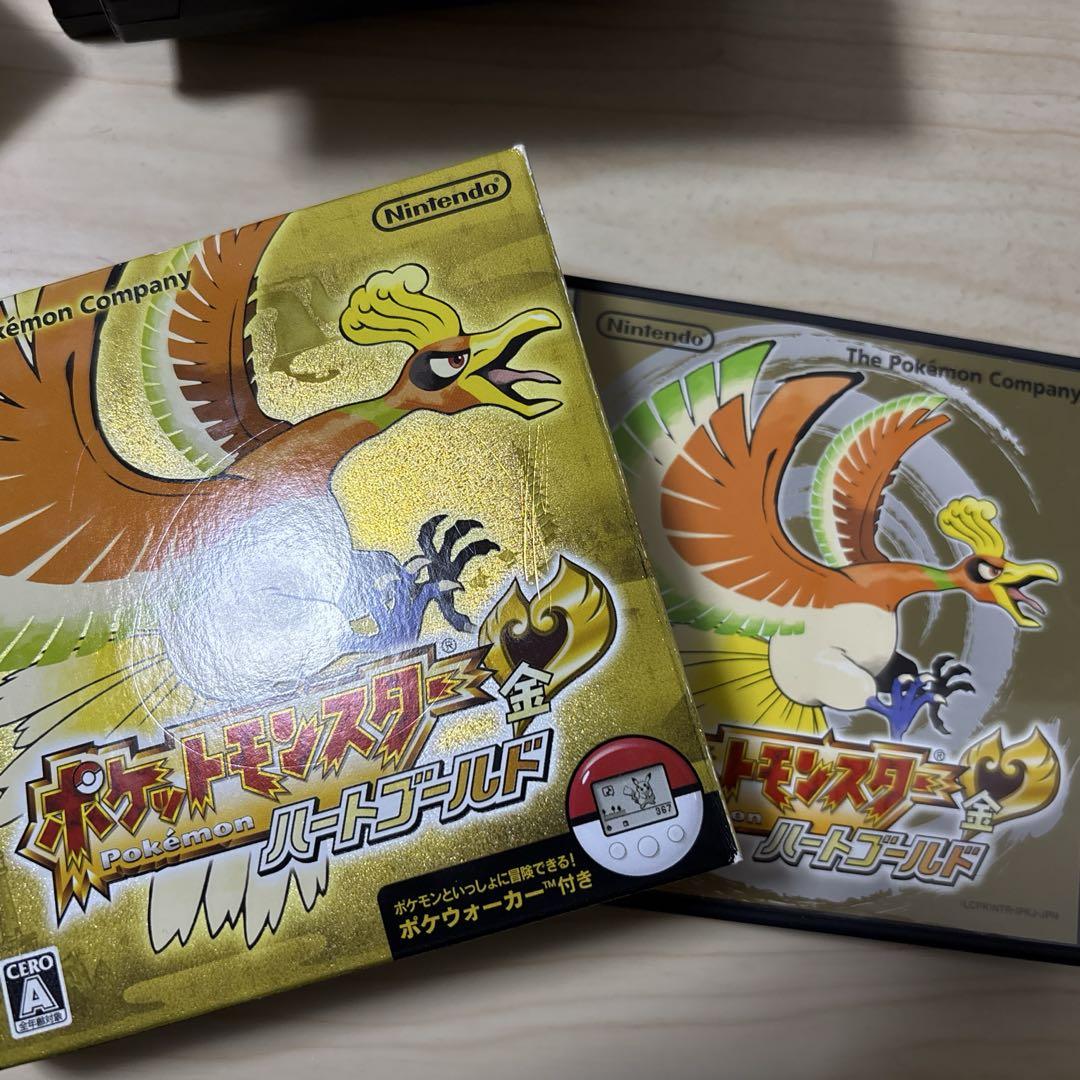 Nintendo®
kémon Company
ポケットモンスター®
Pokémon
金
ハートゴールド
367
ポケモンといっしょに冒険できる!
ポケウォーカー™付き
CERO
A
全年齢対象
Nintendo®
The Pokémon Company
トモンスター®
mon
金
ハートゴールド